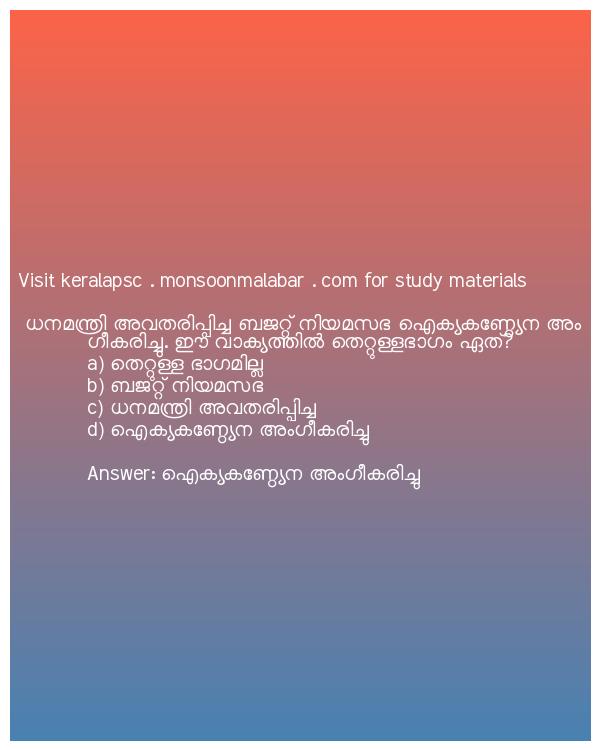 Visit keralapsc . monsoonmalabar . com for study materials
ധനമന്ത്രി അവതരിപ്പിച്ച ബജറ്റ് നിയമസഭ ഐക്യകണ്ഠ്യേന അം
ഗീകരിച്ചു. ഈ വാക്യത്തിൽ തെറ്റുള്ളഭാഗം ഏത്?
a) തെറ്റുള്ള ഭാഗമില്ല
b) ബജറ്റ് നിയമസഭ
c) ധനമന്ത്രി അവതരിപ്പിച്ച
d) ഐക്യകണ്ഠ്യേന അംഗീകരിച്ചു
Answer: ഐക്യകണ്ഠ്യേന അംഗീകരിച്ചു